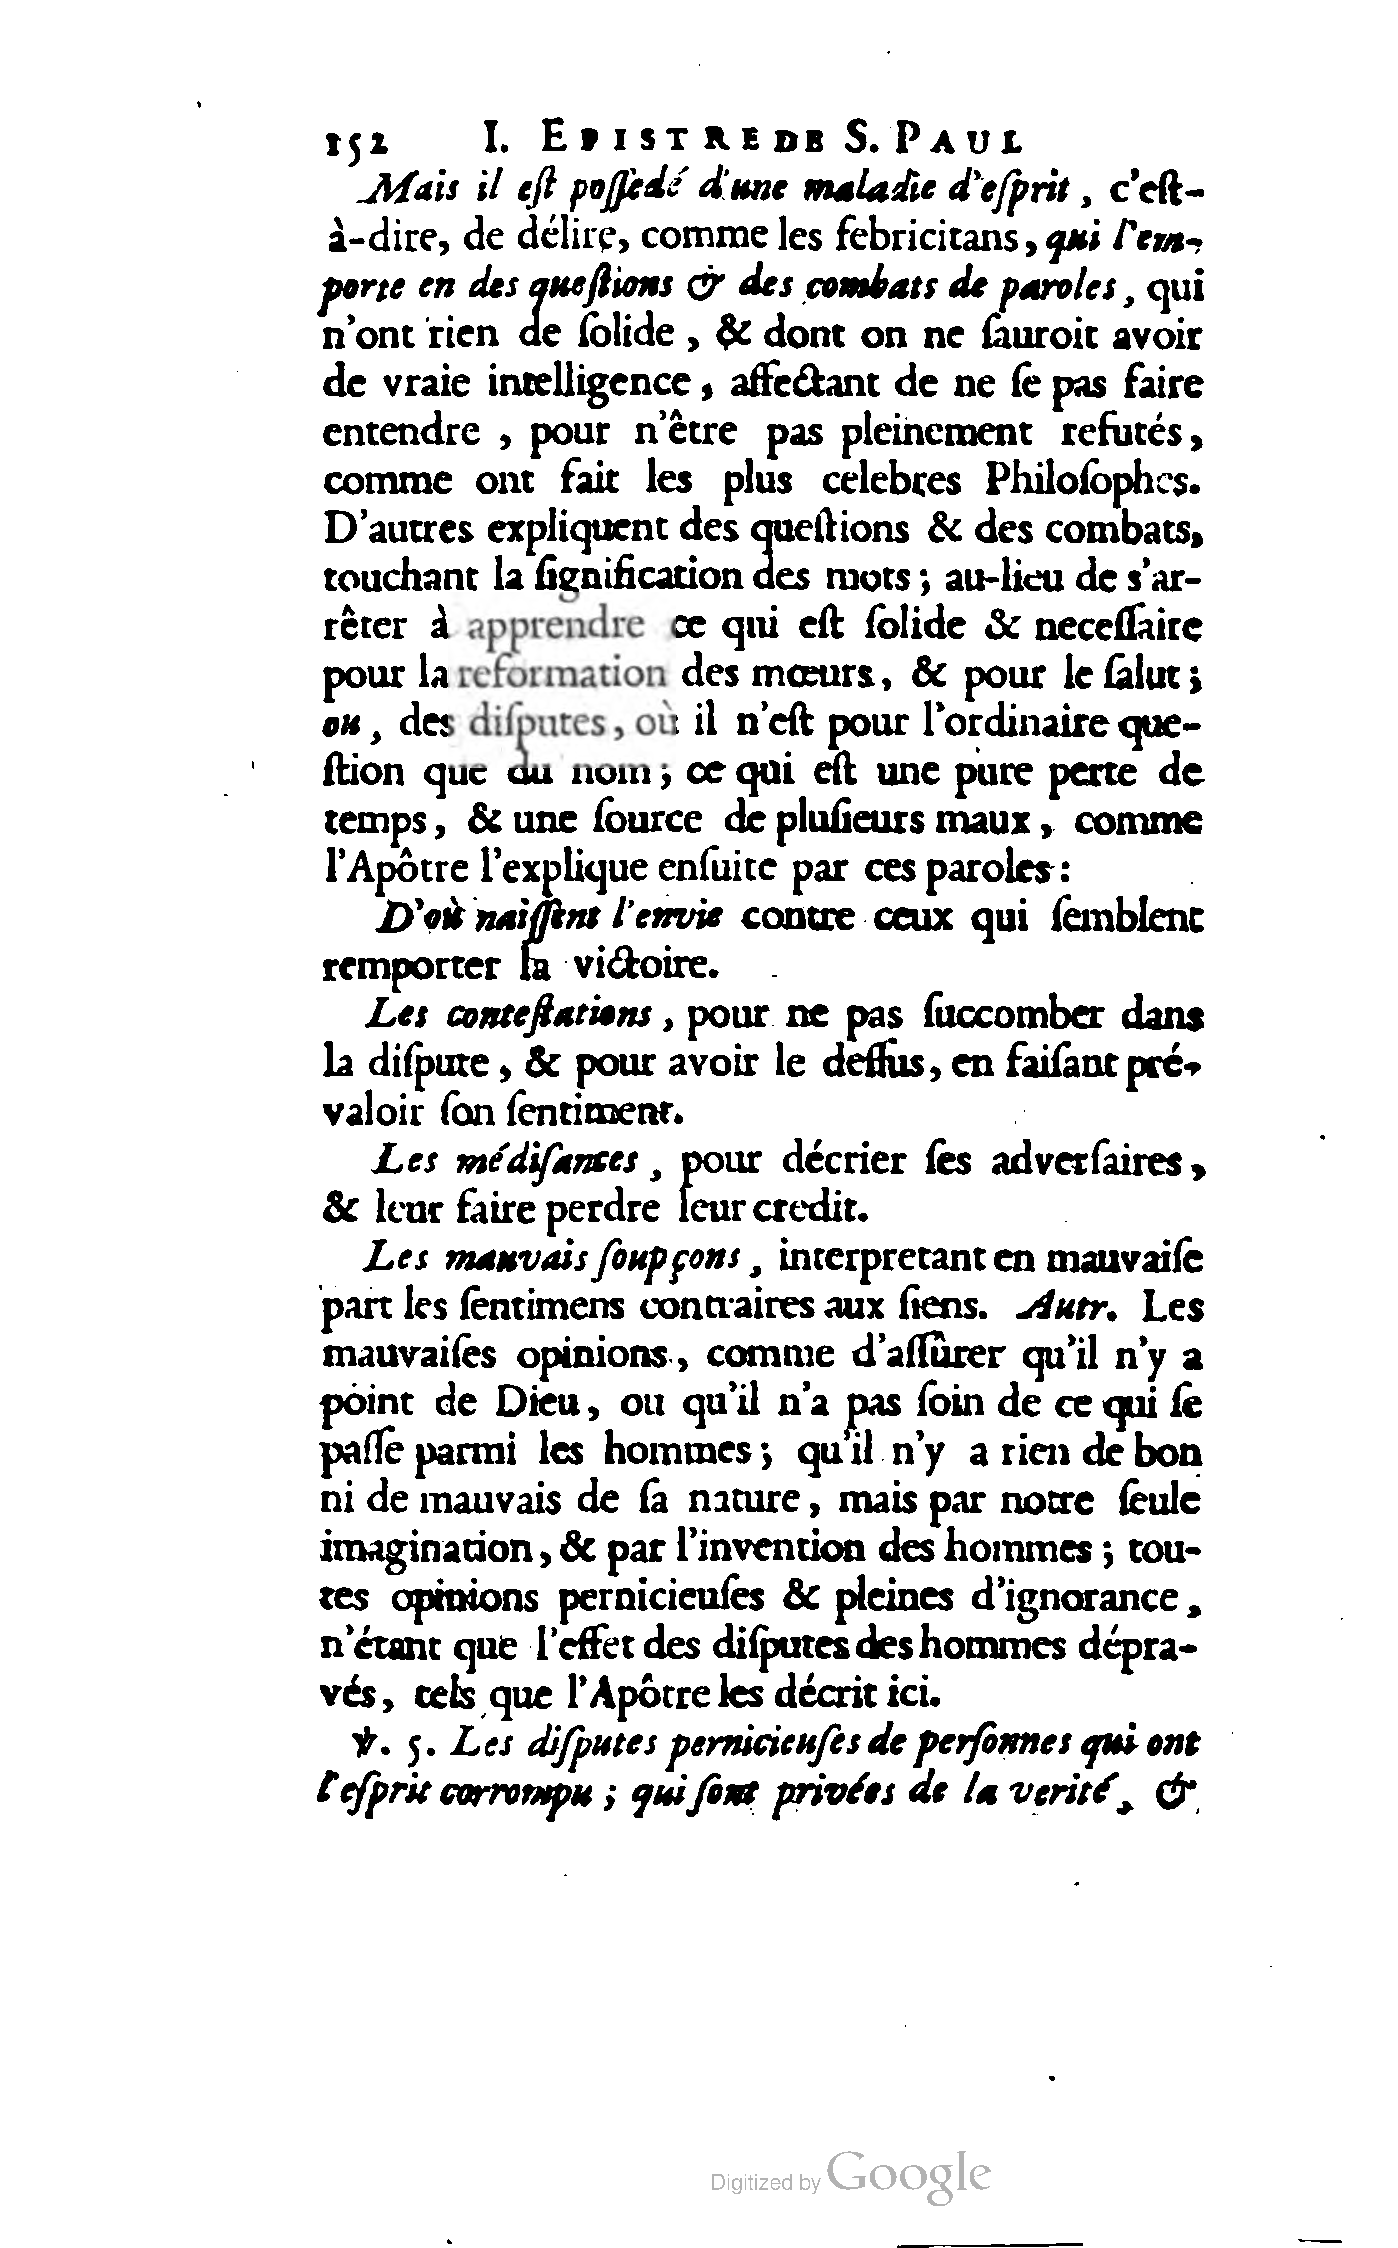 152 I. EPISTRE DE S. PAUL
Mais il eſt poſſedé d'une maladie d'eſprit, c'eſt-
à-dire, de délire, comme les febricitans, qui l'em-
porte en des queſtions & des combats de paroles, qui
n'ont rien de ſolide, & dont on ne ſauroit avoir
de vraie intelligence, affectant de ne ſe pas faire
entendre, pour n'être pas pleinement refutés,
comme ont fait les plus celebres Philoſophes.
D'autres expliquent des queſtions & des combats,
touchant la ſignification des mots; au-lieu de s'ar-
rêter à apprendre ce qui eſt ſolide & neceſſaire
pour la reformation des mœurs, & pour le ſalut;
ou, des diſputes, où il n'eſt pour l'ordinaire que-
ſtion que du nom; ce qui eſt une pure perte de
temps, & une ſource de pluſieurs maux, comme
l'Apôtre l'explique enſuite par ces paroles:
D'où naiſſent l'envie contre ceux qui ſemblent
remporter la victoire.
Les conteſtations, pour ne pas ſuccomber dans
la diſpute, & pour avoir le deſſus, en faiſant pré-
valoir ſon ſentiment.
Les médiſances, pour décrier ſes adverſaires,
& leur faire perdre leur credit.
Les mauvais ſoupçons, interpretant en mauvaiſe
part les ſentimens contraires aux ſiens. Autr. Les
mauvaiſes opinions, comme d'aſſûrer qu'il n'y a
point de Dieu, ou qu'il n'a pas ſoin de ce qui ſe
paſſe parmi les hommes; qu'il n'y a rien de bon
ni de mauvais de ſa nature, mais par notre ſeule
imagination, & par l'invention des hommes; tou-
tes opinions pernicieuſes & pleines d'ignorance,
n'étant que l'effet des diſputes des hommes dépra-
vés, tels que l'Apôtre les décrit ici.
℣. 5. Les diſputes pernicieuſes de perſonnes qui ont
l'eſprit corrompu; qui ſont privées de la verité, &
Digitized by Google